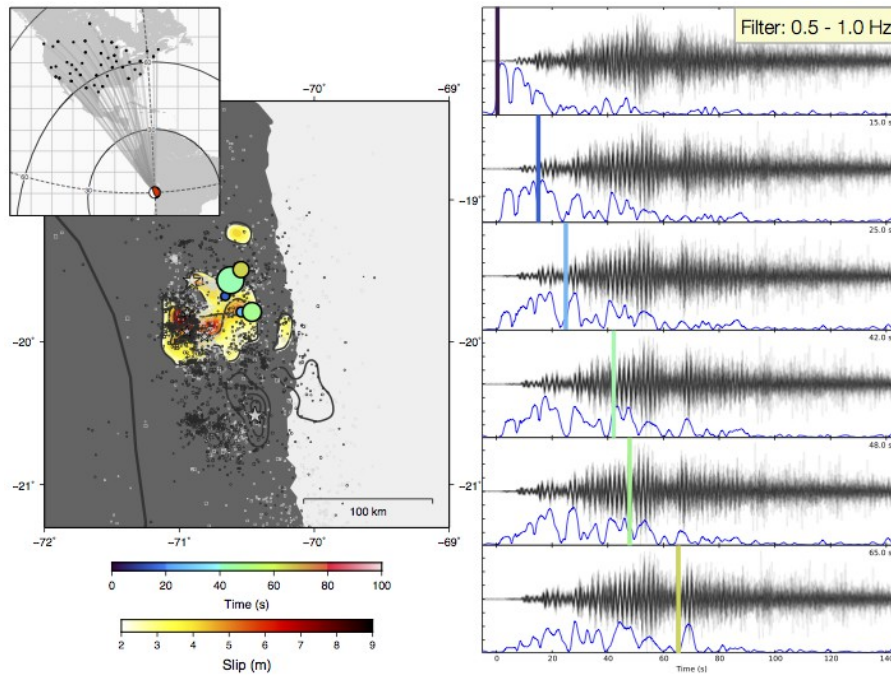 Filter: 0.5 - 1.0 Hz
15.0 s
25.0 s
42.0 s
48.0 s
65.0 s
0 20 40 60 80 100 120 140
Time (s)
−71° −70° −69°
−19° −19°
−20° −20°
−21° −21°
100 km
−72 −71° −70° −69°
0 20 40 60 80 100
Time (s)
2 3 4 5 6 7 8 9
Slip (m)